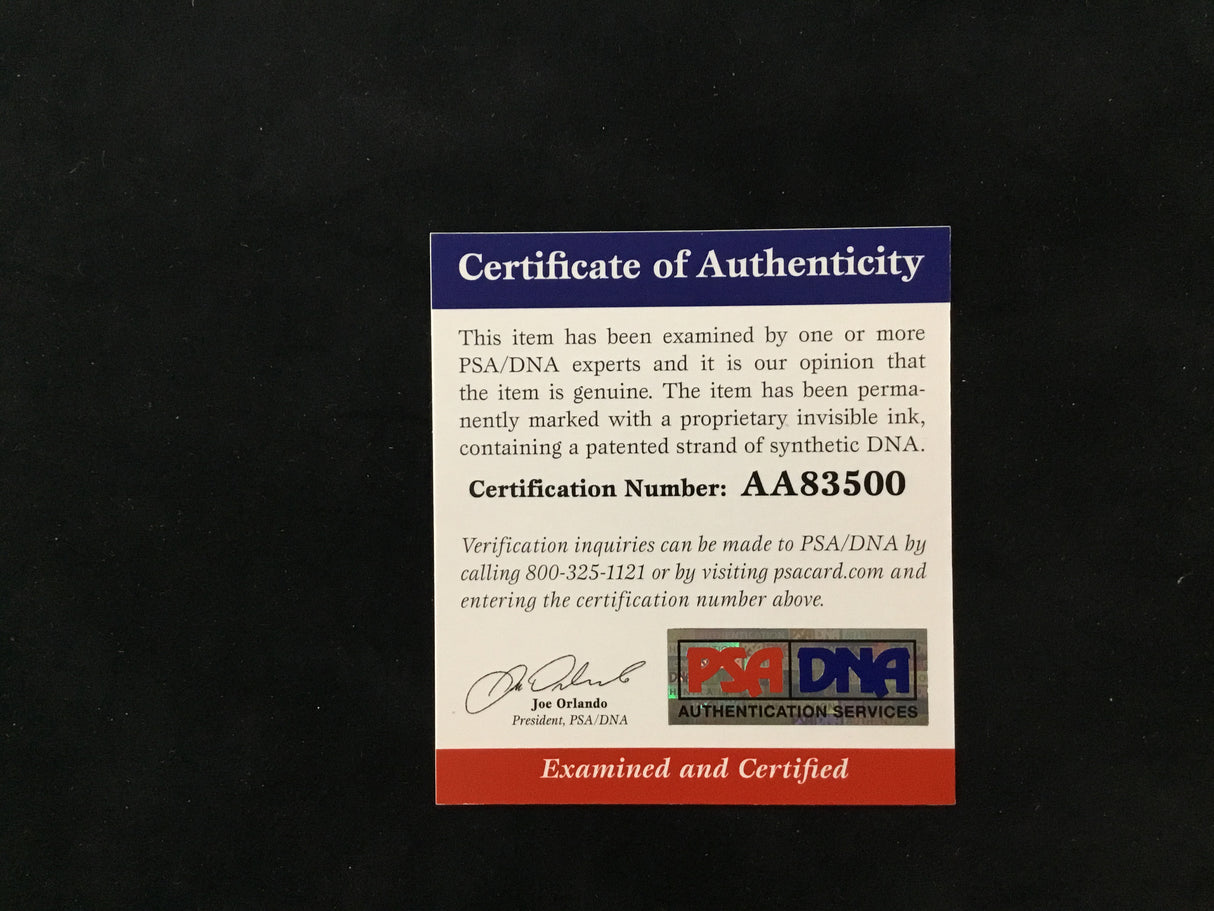 Certificate of Authenticity
This item has been examined by one or more
PSA/DNA experts and it is our opinion that
the item is genuine. The item has been perma-
nently marked with a proprietary invisible ink,
containing a patented strand of synthetic DNA.
Certification Number: AA83500
Verification inquiries can be made to PSA/DNA by
calling 800-325-1121 or by visiting psacard.com and
entering the certification number above.
Joe Orlando
President, PSA/DNA
PSA DNA
AUTHENTICATION SERVICES
Examined and Certified